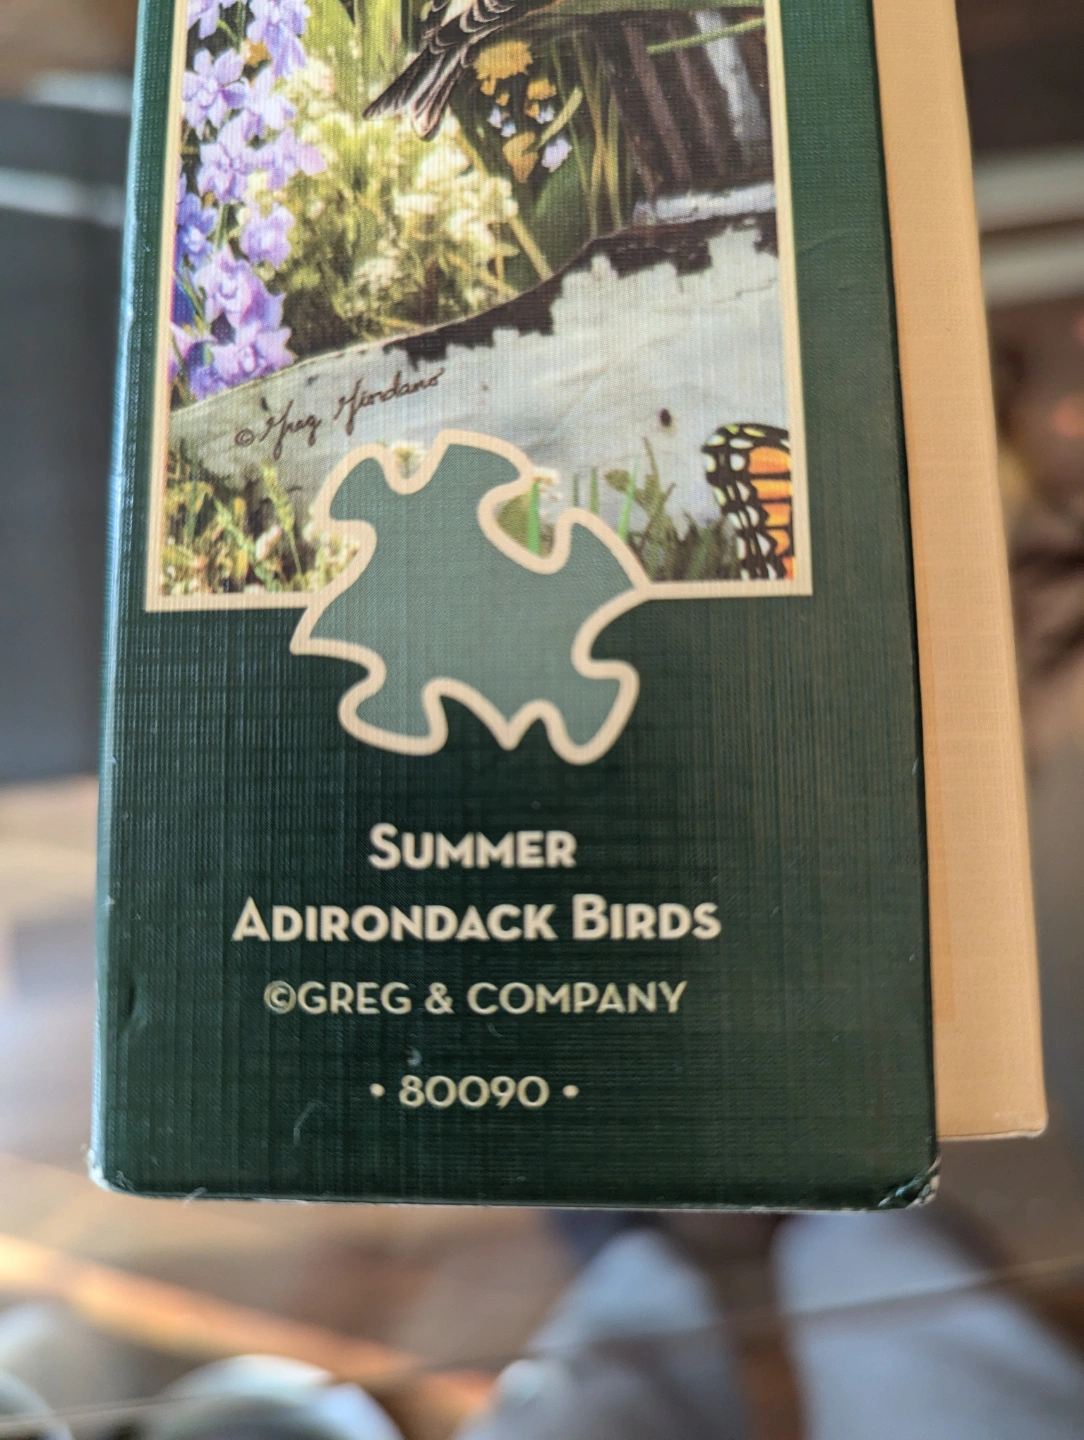 © Greg Giordano
SUMMER
ADIRONDACK BIRDS
©GREG & COMPANY
• 80090 •